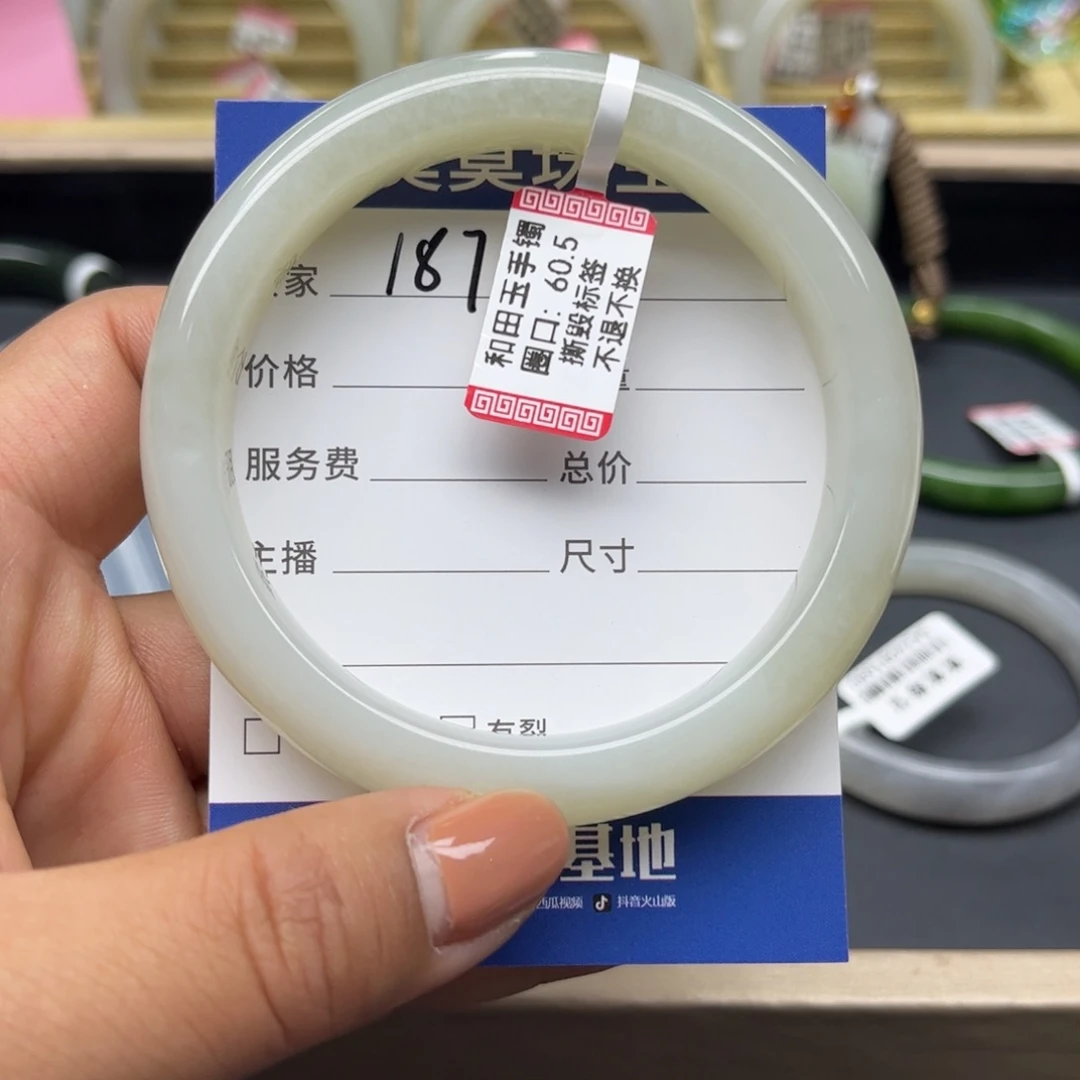 家 187
价格
服务费
总价
主播
尺寸
有裂
基地
西瓜视频 抖音火山版
和田玉手镯
圈口：60.5
撕毁标签
不退不换